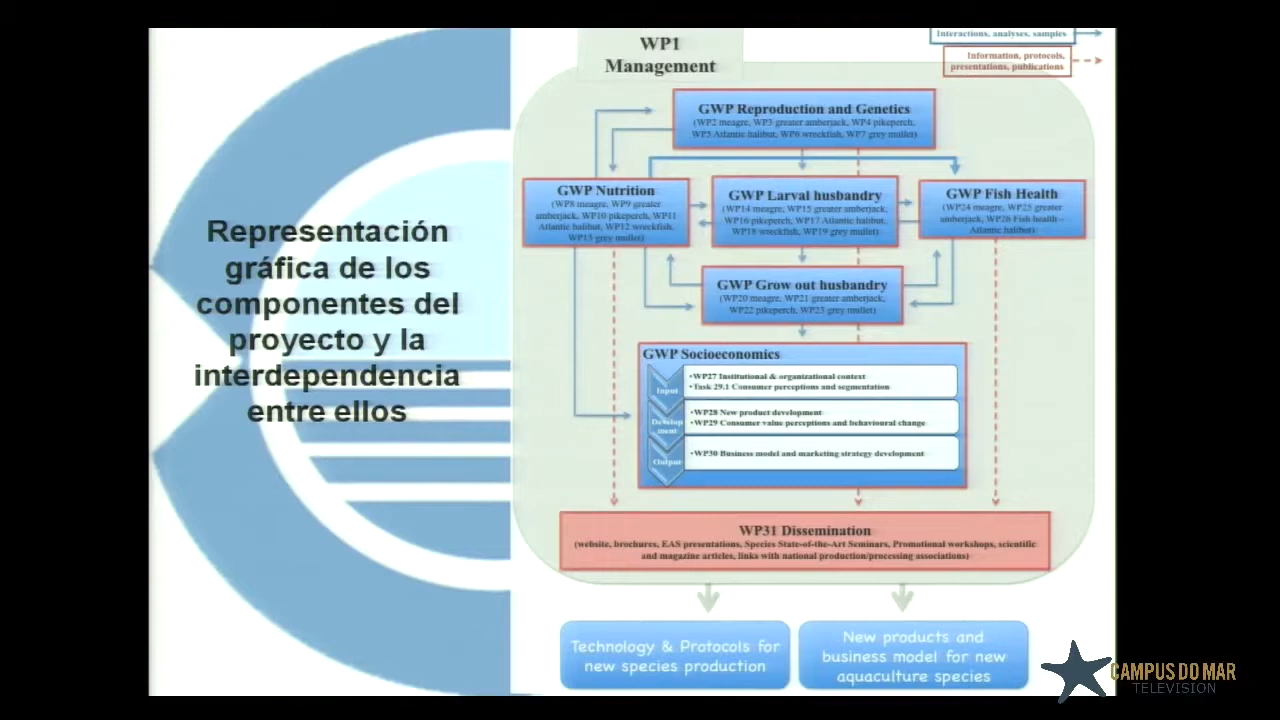 Representación
gráfica de los
componentes del
proyecto y la
interdependencia
entre ellos
WP1
Management
Interactions, analyses, samples
Information, protocols,
presentations, publications
GWP Reproduction and Genetics
(WP2 meagre, WP3 greater amberjack, WP4 pikeperch,
WP5 Atlantic halibut, WP6 wreckfish, WP7 grey mullet)
GWP Nutrition
(WP8 meagre, WP9 greater
amberjack, WP10 pikeperch, WP11
Atlantic halibut, WP12 wreckfish,
WP13 grey mullet)
GWP Larval husbandry
(WP14 meagre, WP15 greater amberjack,
WP16 pikeperch, WP17 Atlantic halibut,
WP18 wreckfish, WP19 grey mullet)
GWP Fish Health
(WP24 meagre, WP25 greater
amberjack, WP26 Fish health –
Atlantic halibut)
GWP Grow out husbandry
(WP20 meagre, WP21 greater amberjack,
WP22 pikeperch, WP23 grey mullet)
GWP Socioeconomics
Input
•WP27 Institutional & organizational context
•Task 29.1 Consumer perceptions and segmentation
Develop
ment
•WP28 New product development
•WP29 Consumer value perceptions and behavioural change
Output
•WP30 Business model and marketing strategy development
WP31 Dissemination
(website, brochures, EAS presentations, Species State-of-the-Art Seminars, Promotional workshops, scientific
and magazine articles, links with national production/processing associations)
Technology & Protocols for
new species production
New products and
business model for new
aquaculture species
CAMPUS DO MAR
TELEVISION